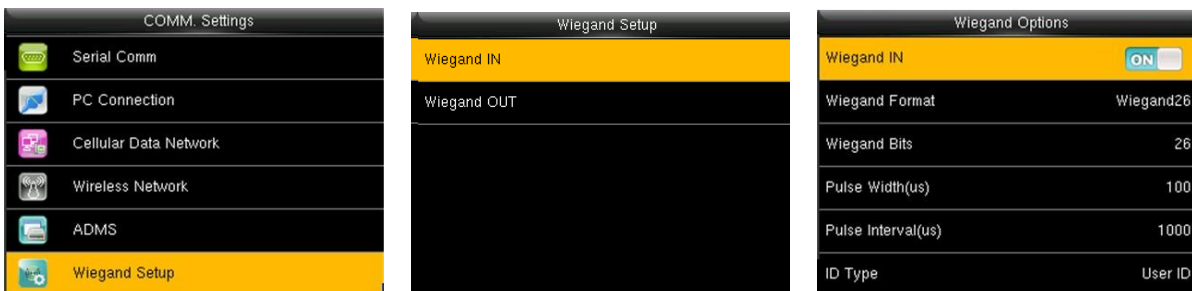 COMM. Settings
Serial Comm
PC Connection
Cellular Data Network
Wireless Network
ADMS
Wiegand Setup
Wiegand Setup
Wiegand IN
Wiegand OUT
Wiegand Options
Wiegand IN ON
Wiegand Format Wiegand26
Wiegand Bits 26
Pulse Width(us) 100
Pulse Interval(us) 1000
ID Type User ID